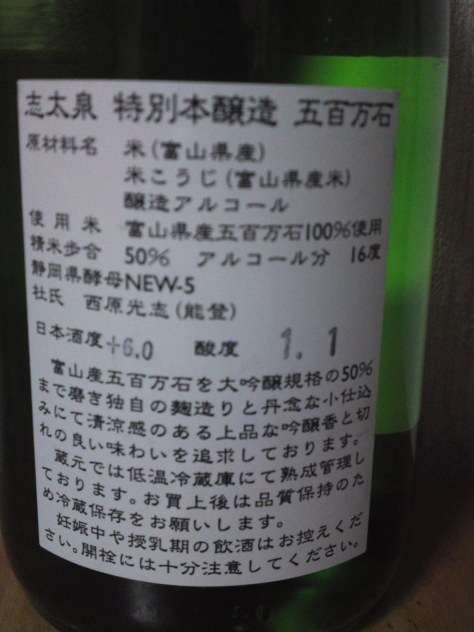 志太泉 特別本醸造 五百万石
原材料名 米(富山県産)
米こうじ(富山県産米)
醸造アルコール
使用米 富山県産五百万石100%使用
精米歩合 50% アルコール分 16度
静岡県酵母NEW-5
杜氏 西原光志(能登)
日本酒度+6.0 酸度 1.1
富山産五百万石を大吟醸規格の50%
まで磨き独自の麹造りと丹念な小仕込
みにて清涼感のある上品な吟醸香と切
れの良い味わいを追求しております。
蔵元では低温冷蔵庫にて熟成管理し
ております。お買上後は品質保持のた
め冷蔵保存をお願いします。
妊娠中や授乳期の飲酒はお控えくだ
さい。開栓には十分注意してください。